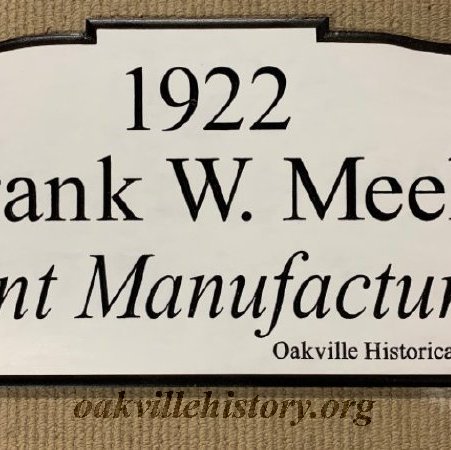 1922
rank W. Mee
nt Manufactur
Oakville Historica
oakvillehistory.org